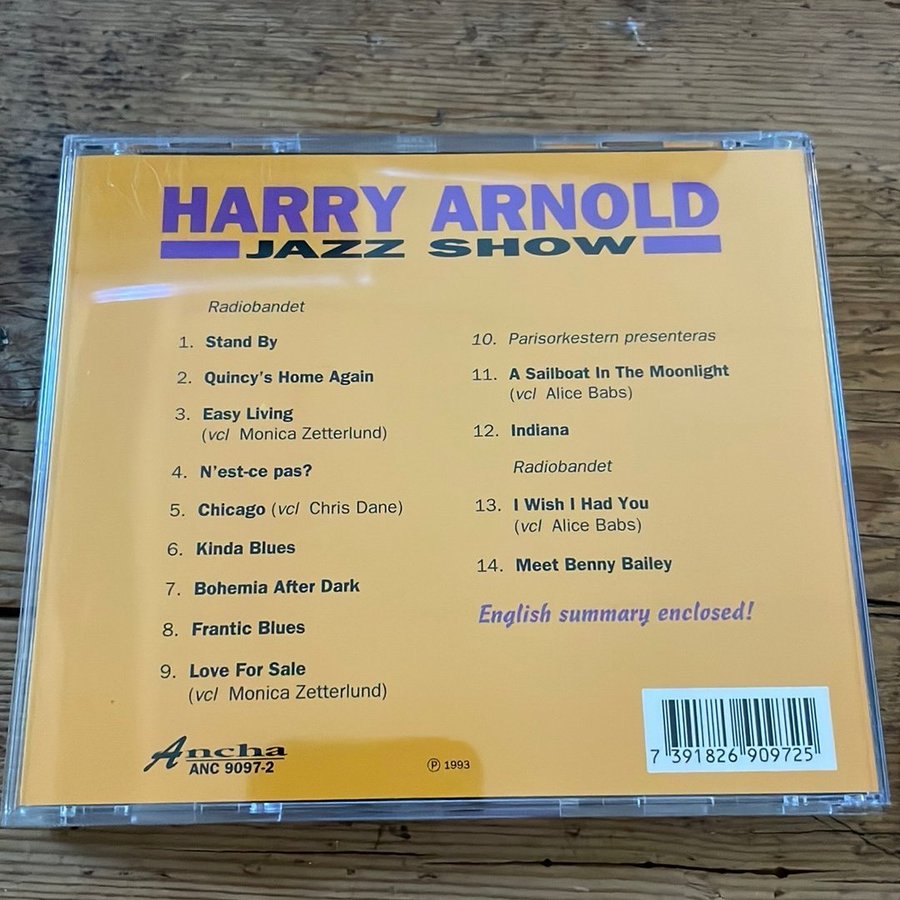 HARRY ARNOLD
JAZZ SHOW
Radiobandet
1. Stand By
2. Quincy's Home Again
3. Easy Living
(vcl Monica Zetterlund)
4. N'est-ce pas?
5. Chicago (vcl Chris Dane)
6. Kinda Blues
7. Bohemia After Dark
8. Frantic Blues
9. Love For Sale
(vcl Monica Zetterlund)
10. Parisorkestern presenteras
11. A Sailboat In The Moonlight
(vcl Alice Babs)
12. Indiana
Radiobandet
13. I Wish I Had You
(vcl Alice Babs)
14. Meet Benny Bailey
English summary enclosed!
Ancha
ANC 9097-2
℗ 1993
7 391826 909725